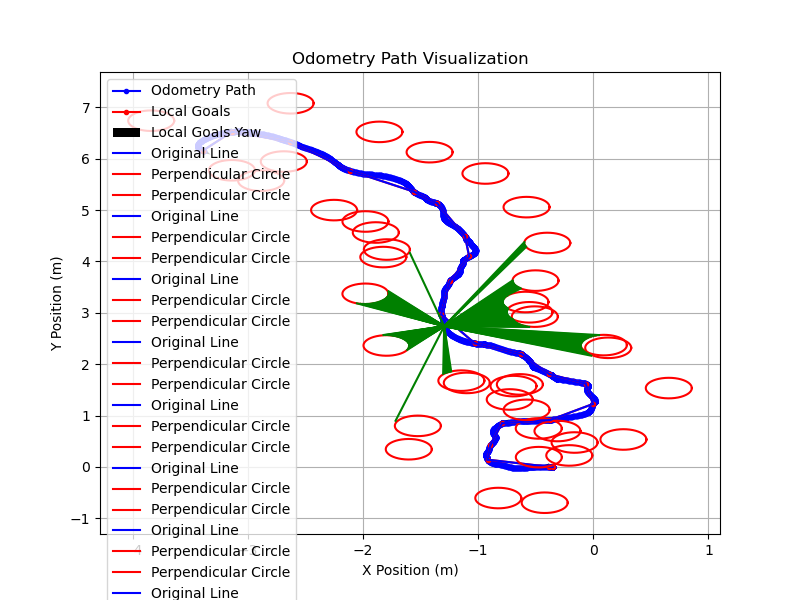 Odometry Path Visualization
Y Position (m)
7
6
5
4
3
2
1
0
−1
Odometry Path
Local Goals
Local Goals Yaw
Original Line
Perpendicular Circle
Perpendicular Circle
Original Line
Perpendicular Circle
Perpendicular Circle
Original Line
Perpendicular Circle
Perpendicular Circle
Original Line
Perpendicular Circle
Perpendicular Circle
Original Line
Perpendicular Circle
Perpendicular Circle
Original Line
Perpendicular Circle
Perpendicular Circle
Original Line
Perpendicular Circle
Perpendicular Circle
Original Line
−4 −3 −2 −1 0 1
X Position (m)